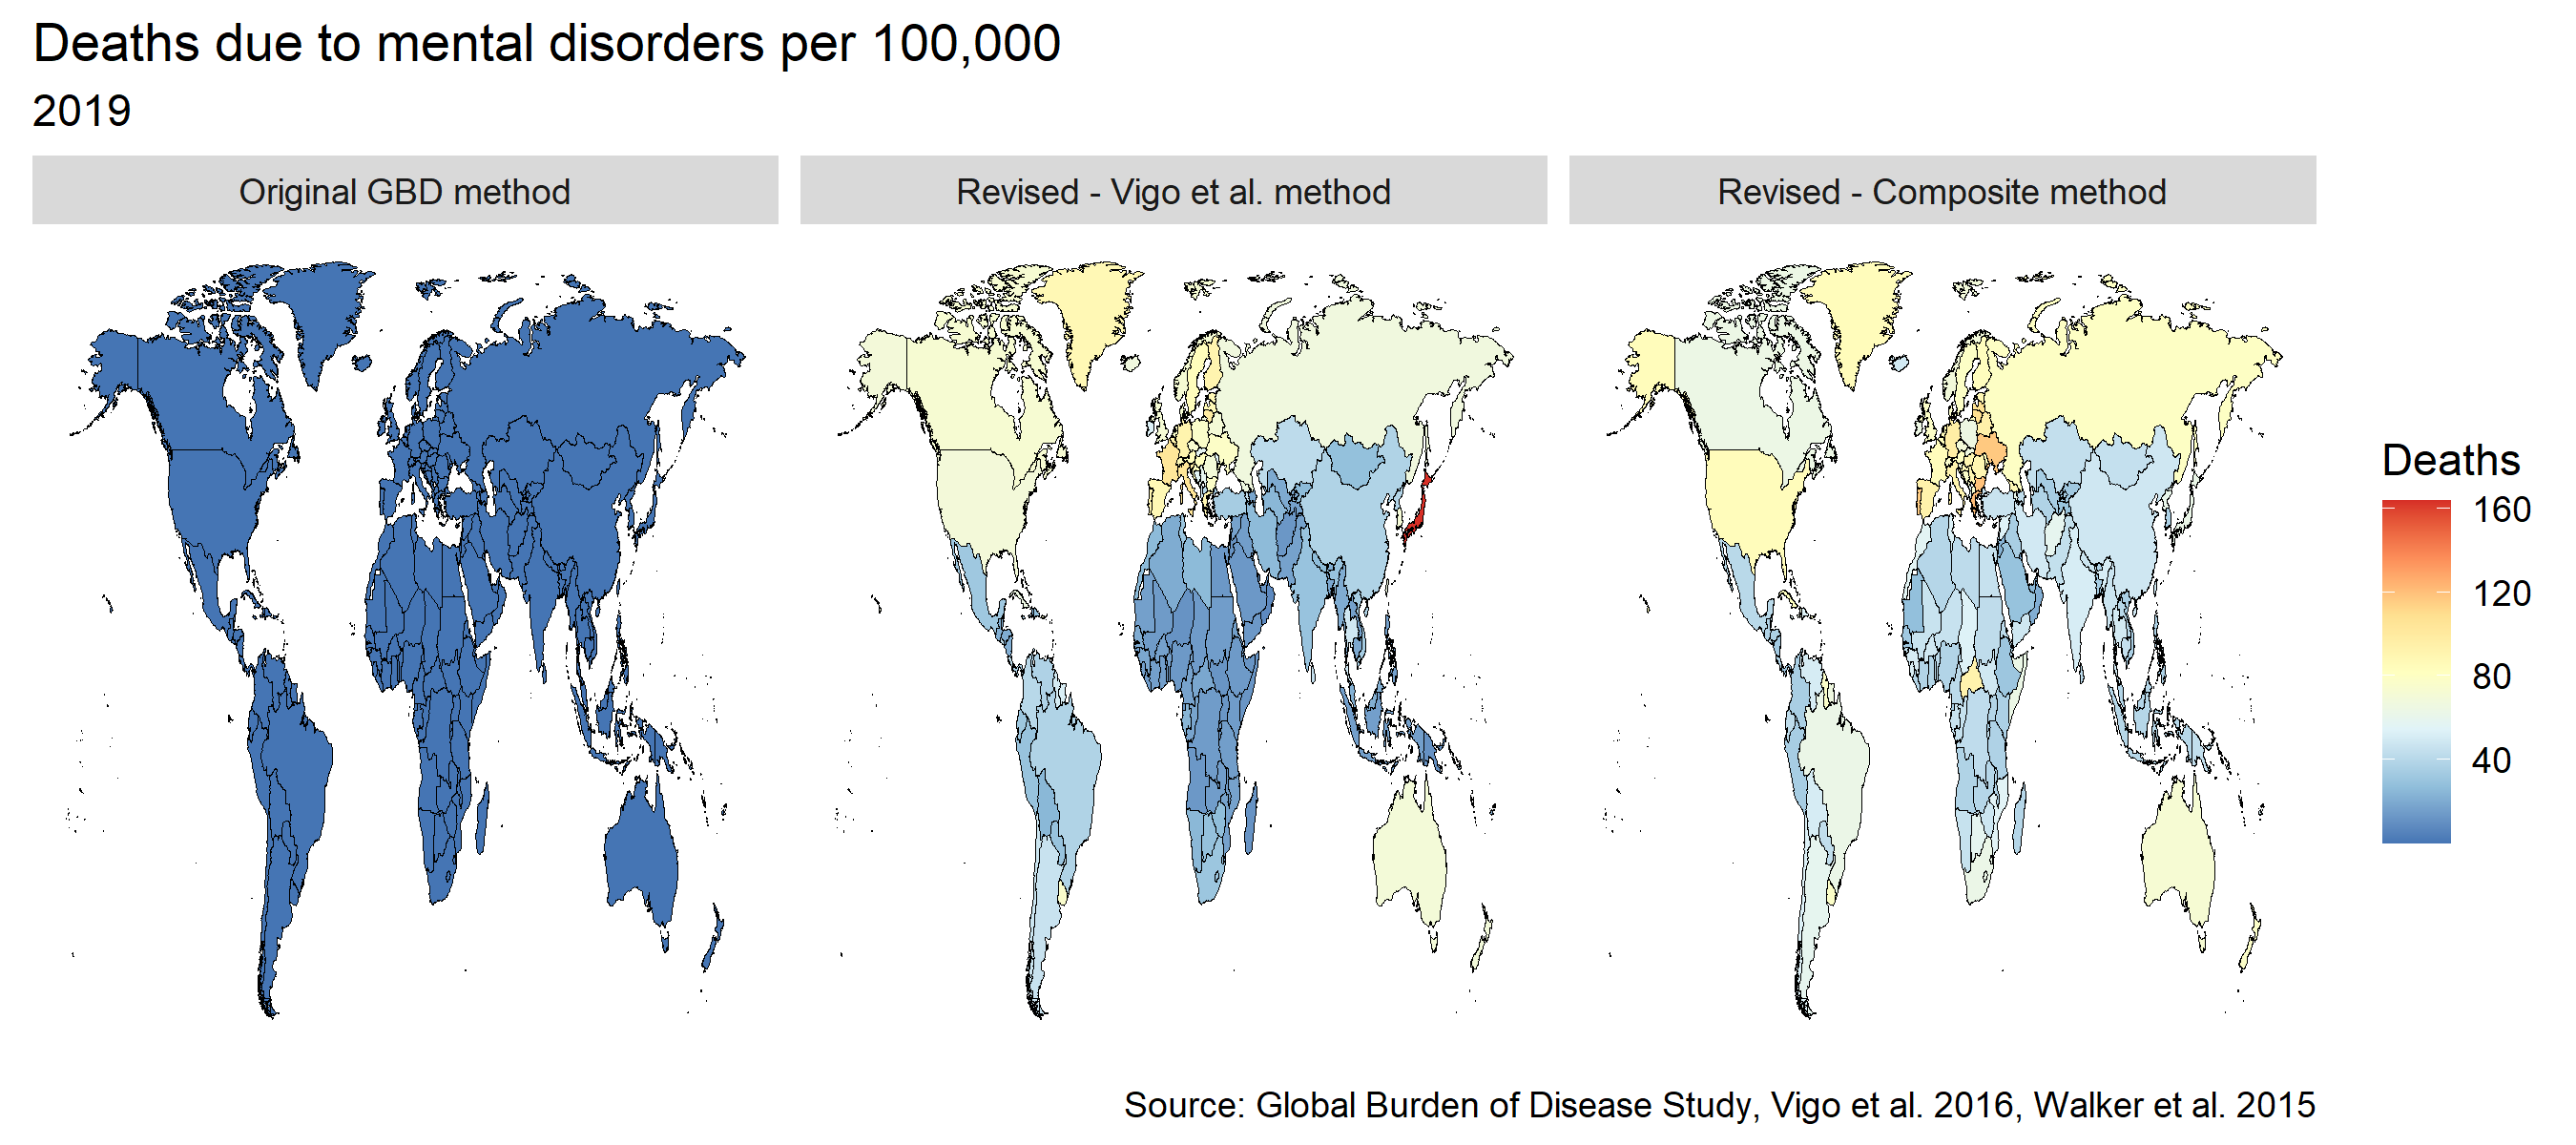 Deaths due to mental disorders per 100,000
2019
Original GBD method
Revised - Vigo et al. method
Revised - Composite method
Deaths
160
120
80
40
Source: Global Burden of Disease Study, Vigo et al. 2016, Walker et al. 2015